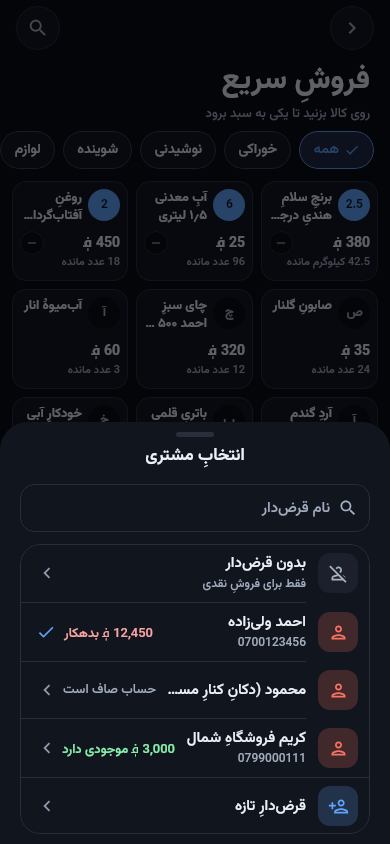 فروشِ سریع
روی کالا بزنید تا یکی به سبد برود
همه
خوراکی
نوشیدنی
شوینده
لوازم
2.5
برنجِ سلامِ
هندیِ درجـ...
380 ؋
42.5 کیلوگرم مانده
6
آبِ معدنی
۱٫۵ لیتری
25 ؋
96 عدد مانده
2
روغنِ
آفتاب‌گردا...
450 ؋
18 عدد مانده
ص
صابونِ گلنار
35 ؋
24 عدد مانده
چ
چای سبزِ
احمد ۵۰۰ ...
320 ؋
12 عدد مانده
آ
آب‌میوهٔ انار
60 ؋
3 عدد مانده
آردِ گندم
باتری قلمی
خودکارِ آبی
انتخابِ مشتری
نام قرض‌دار
بدون قرض‌دار
فقط برای فروشِ نقدی
احمد ولی‌زاده
0700123456
12,450 ؋ بدهکار
محمود (دکانِ کنارِ مسـ...
حساب صاف است
کریم فروشگاهِ شمال
0799000111
3,000 ؋ موجودی دارد
قرض‌دارِ تازه